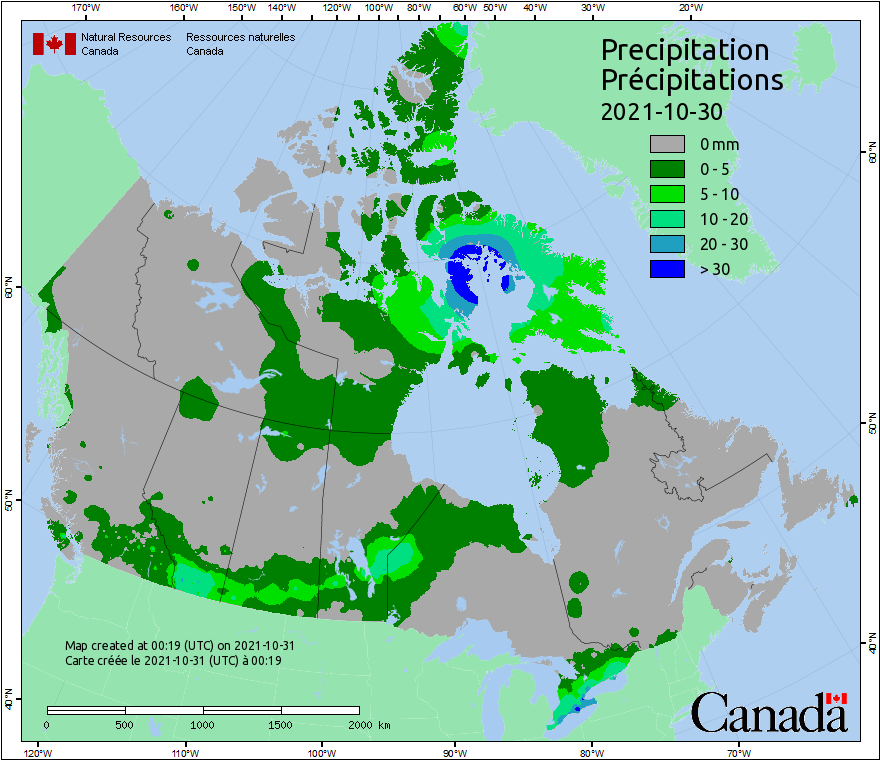 170°W 160°W 150°W 140°W 120°W 100°W 80°W 60°W 50°W 40°W 30°W 20°W
Natural Resources Canada
Ressources naturelles Canada
Precipitation
Précipitations
2021-10-30
0 mm
0 - 5
5 - 10
10 - 20
20 - 30
> 30
60°N
60°N
50°N
50°N
40°N
40°N
Map created at 00:19 (UTC) on 2021-10-31
Carte créée le 2021-10-31 (UTC) à 00:19
0 500 1000 1500 2000 km
Canada
120°W 110°W 100°W 90°W 80°W 70°W